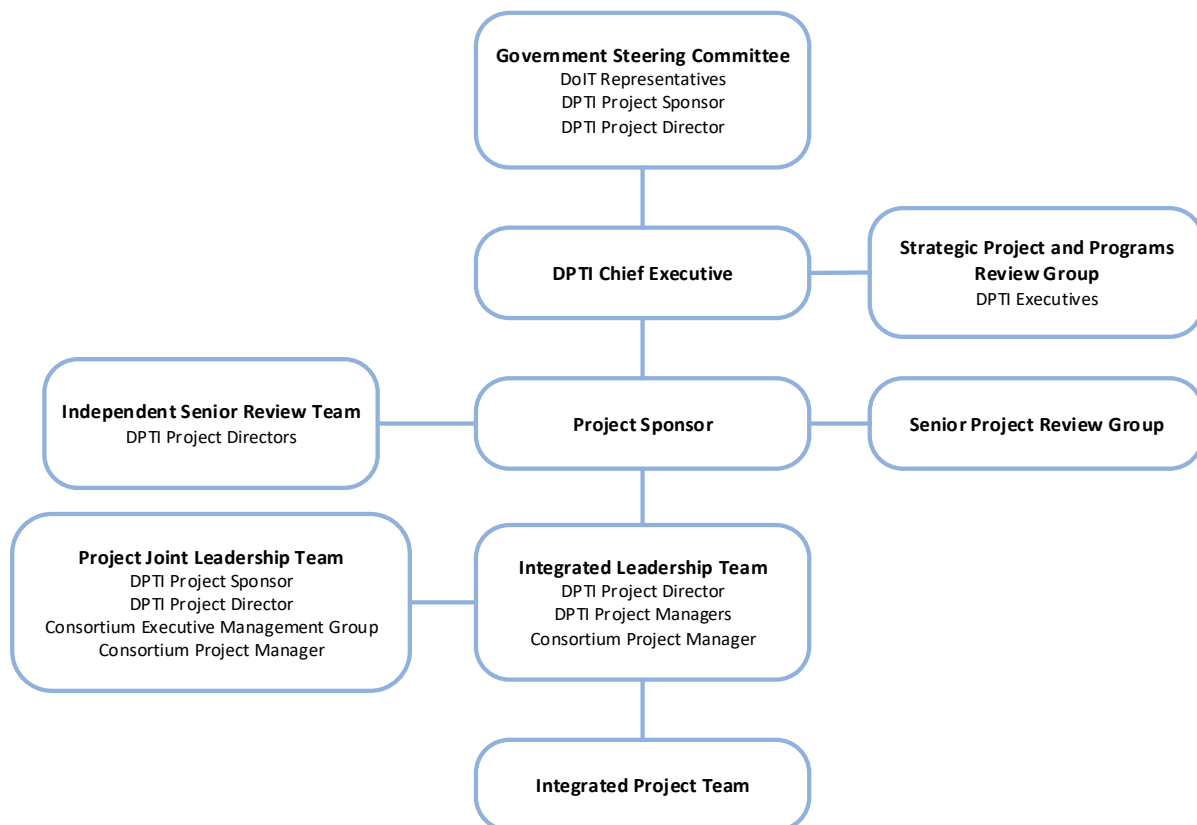 Government Steering Committee
DoIT Representatives
DPTI Project Sponsor
DPTI Project Director
DPTI Chief Executive
Strategic Project and Programs
Review Group
DPTI Executives
Independent Senior Review Team
DPTI Project Directors
Project Sponsor
Senior Project Review Group
Project Joint Leadership Team
DPTI Project Sponsor
DPTI Project Director
Consortium Executive Management Group
Consortium Project Manager
Integrated Leadership Team
DPTI Project Director
DPTI Project Managers
Consortium Project Manager
Integrated Project Team